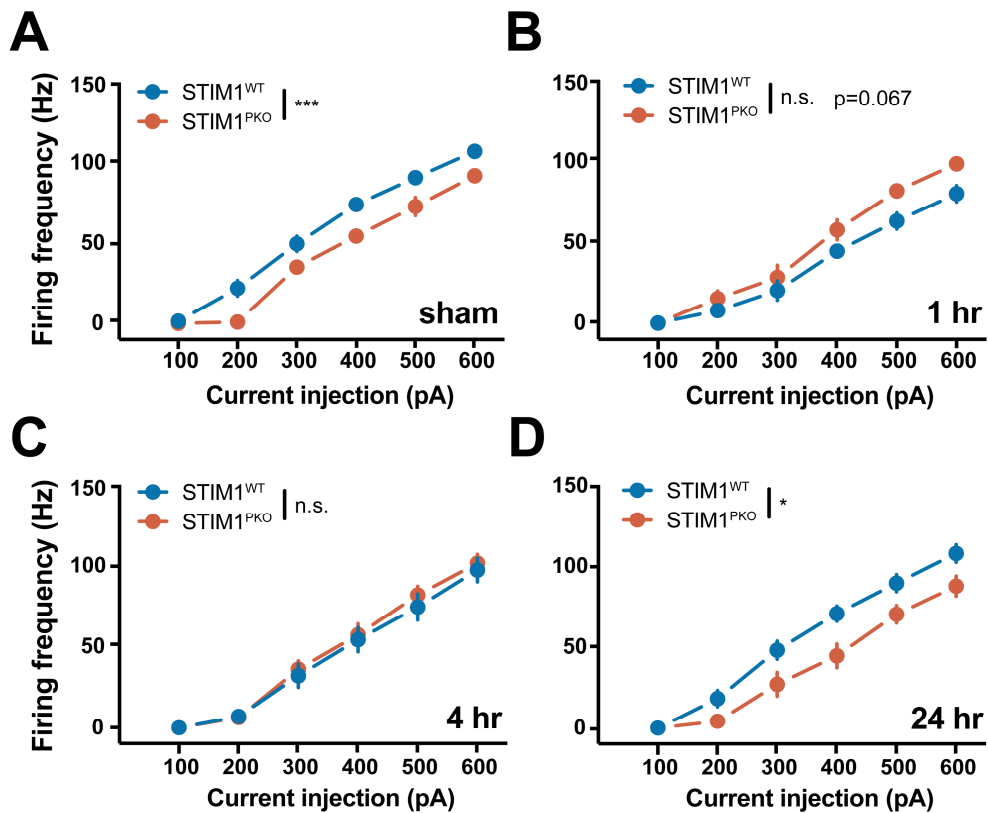 A
STIM1WT
STIM1PKO
***
Firing frequency (Hz)
150
100
50
0
sham
100 200 300 400 500 600
Current injection (pA)
B
STIM1WT
STIM1PKO
n.s. p=0.067
150
100
50
0
1 hr
100 200 300 400 500 600
Current injection (pA)
C
STIM1WT
STIM1PKO
n.s.
Firing frequency (Hz)
150
100
50
0
4 hr
100 200 300 400 500 600
Current injection (pA)
D
STIM1WT
STIM1PKO
*
150
100
50
0
24 hr
100 200 300 400 500 600
Current injection (pA)